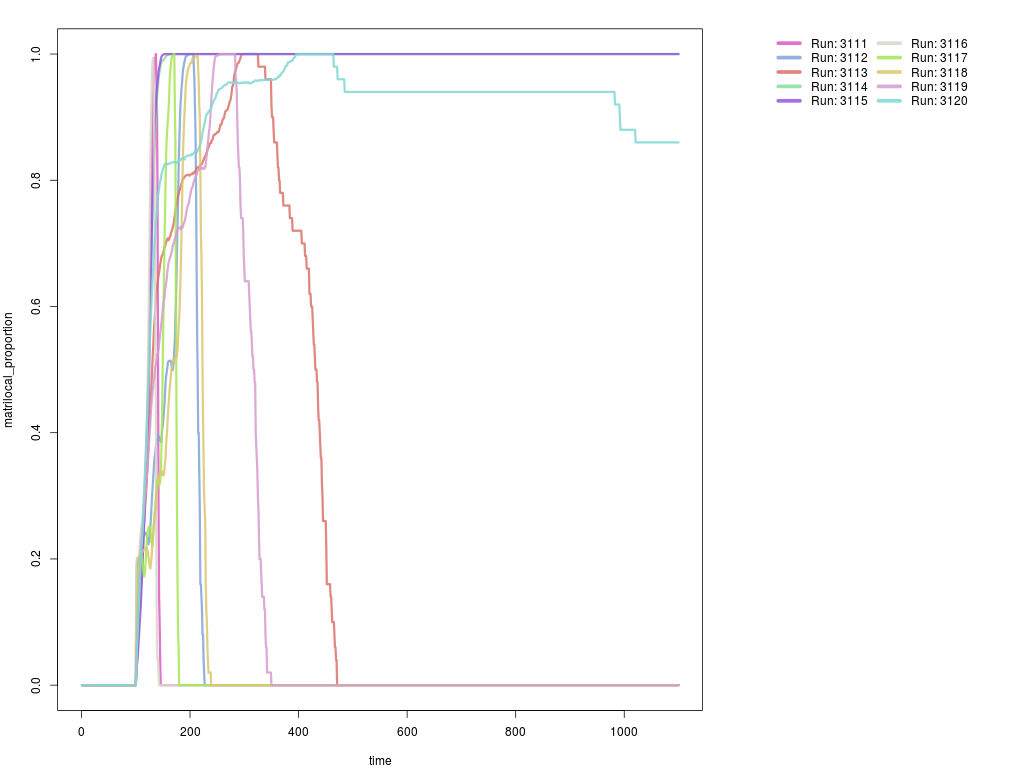 Run: 3111 Run: 3116
Run: 3112 Run: 3117
Run: 3113 Run: 3118
Run: 3114 Run: 3119
Run: 3115 Run: 3120
1.0
0.8
0.6
0.4
0.2
0.0
matrilocal_proportion
0 200 400 600 800 1000
time